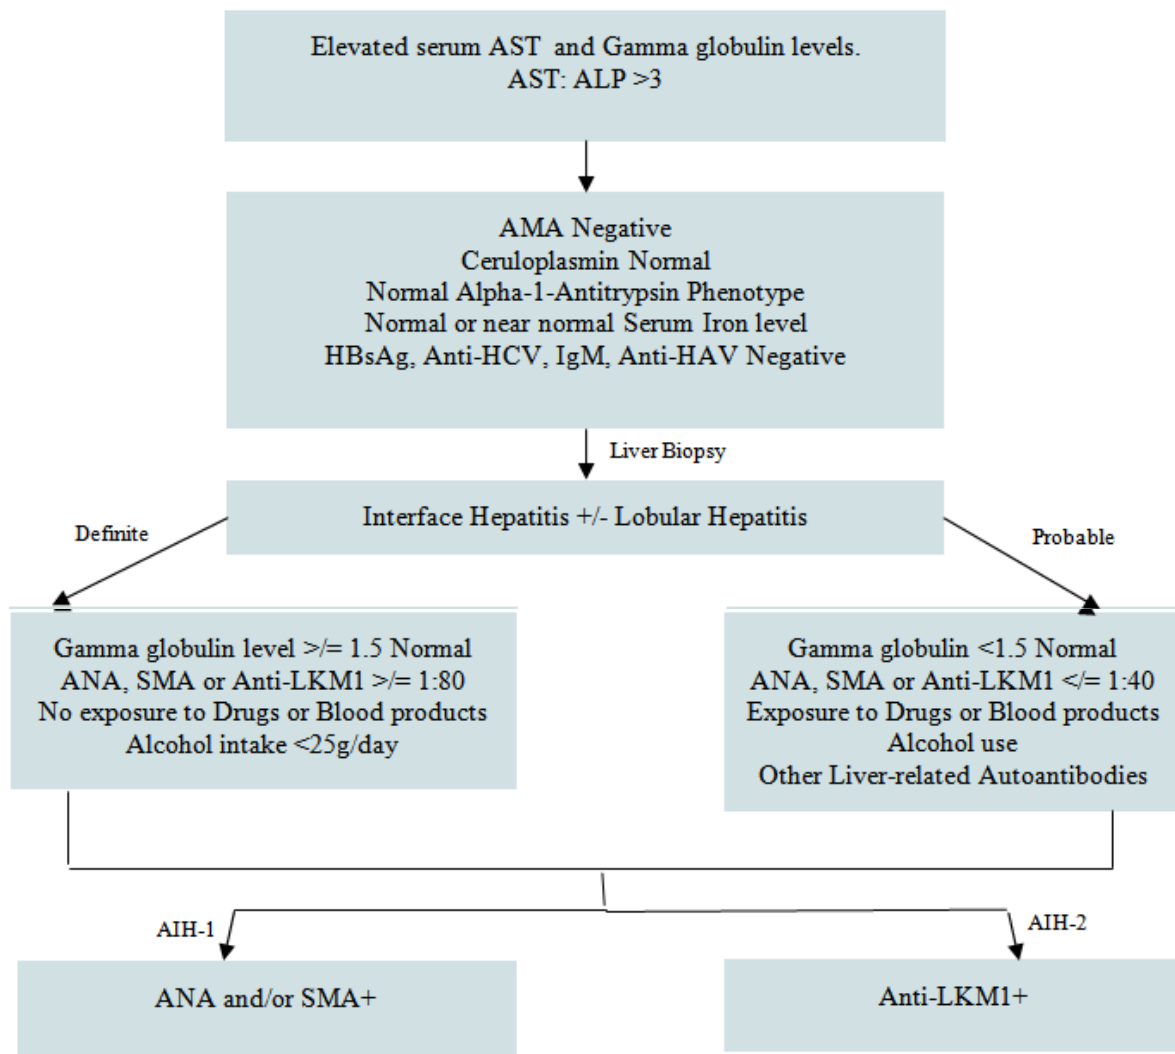 Elevated serum AST and Gamma globulin levels.
AST: ALP >3
AMA Negative
Ceruloplasmin Normal
Normal Alpha-1-Antitrypsin Phenotype
Normal or near normal Serum Iron level
HBsAg, Anti-HCV, IgM, Anti-HAV Negative
Liver Biopsy
Interface Hepatitis +/- Lobular Hepatitis
Definite
Probable
Gamma globulin level >/= 1.5 Normal
ANA, SMA or Anti-LKM1 >/= 1:80
No exposure to Drugs or Blood products
Alcohol intake <25g/day
Gamma globulin <1.5 Normal
ANA, SMA or Anti-LKM1 </= 1:40
Exposure to Drugs or Blood products
Alcohol use
Other Liver-related Autoantibodies
AIH-1
AIH-2
ANA and/or SMA+
Anti-LKM1+